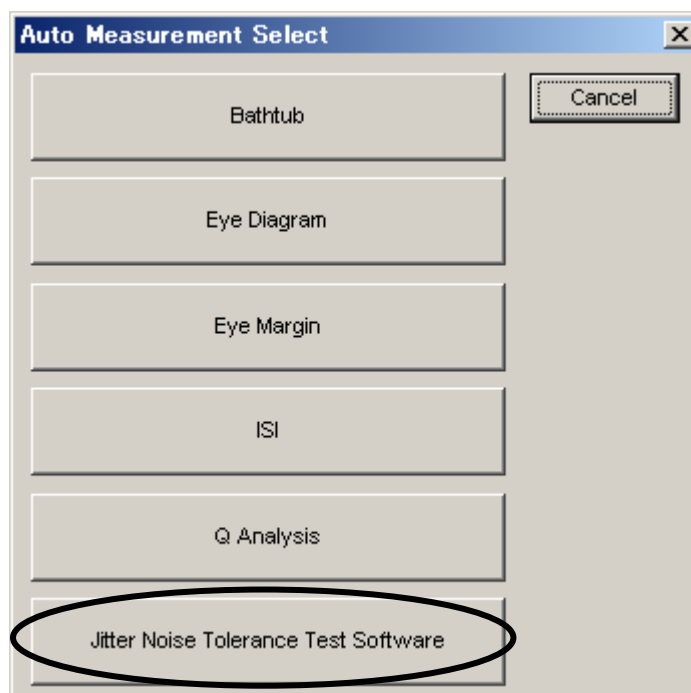 Auto Measurement Select
Bathtub
Cancel
Eye Diagram
Eye Margin
ISI
Q Analysis
Jitter Noise Tolerance Test Software